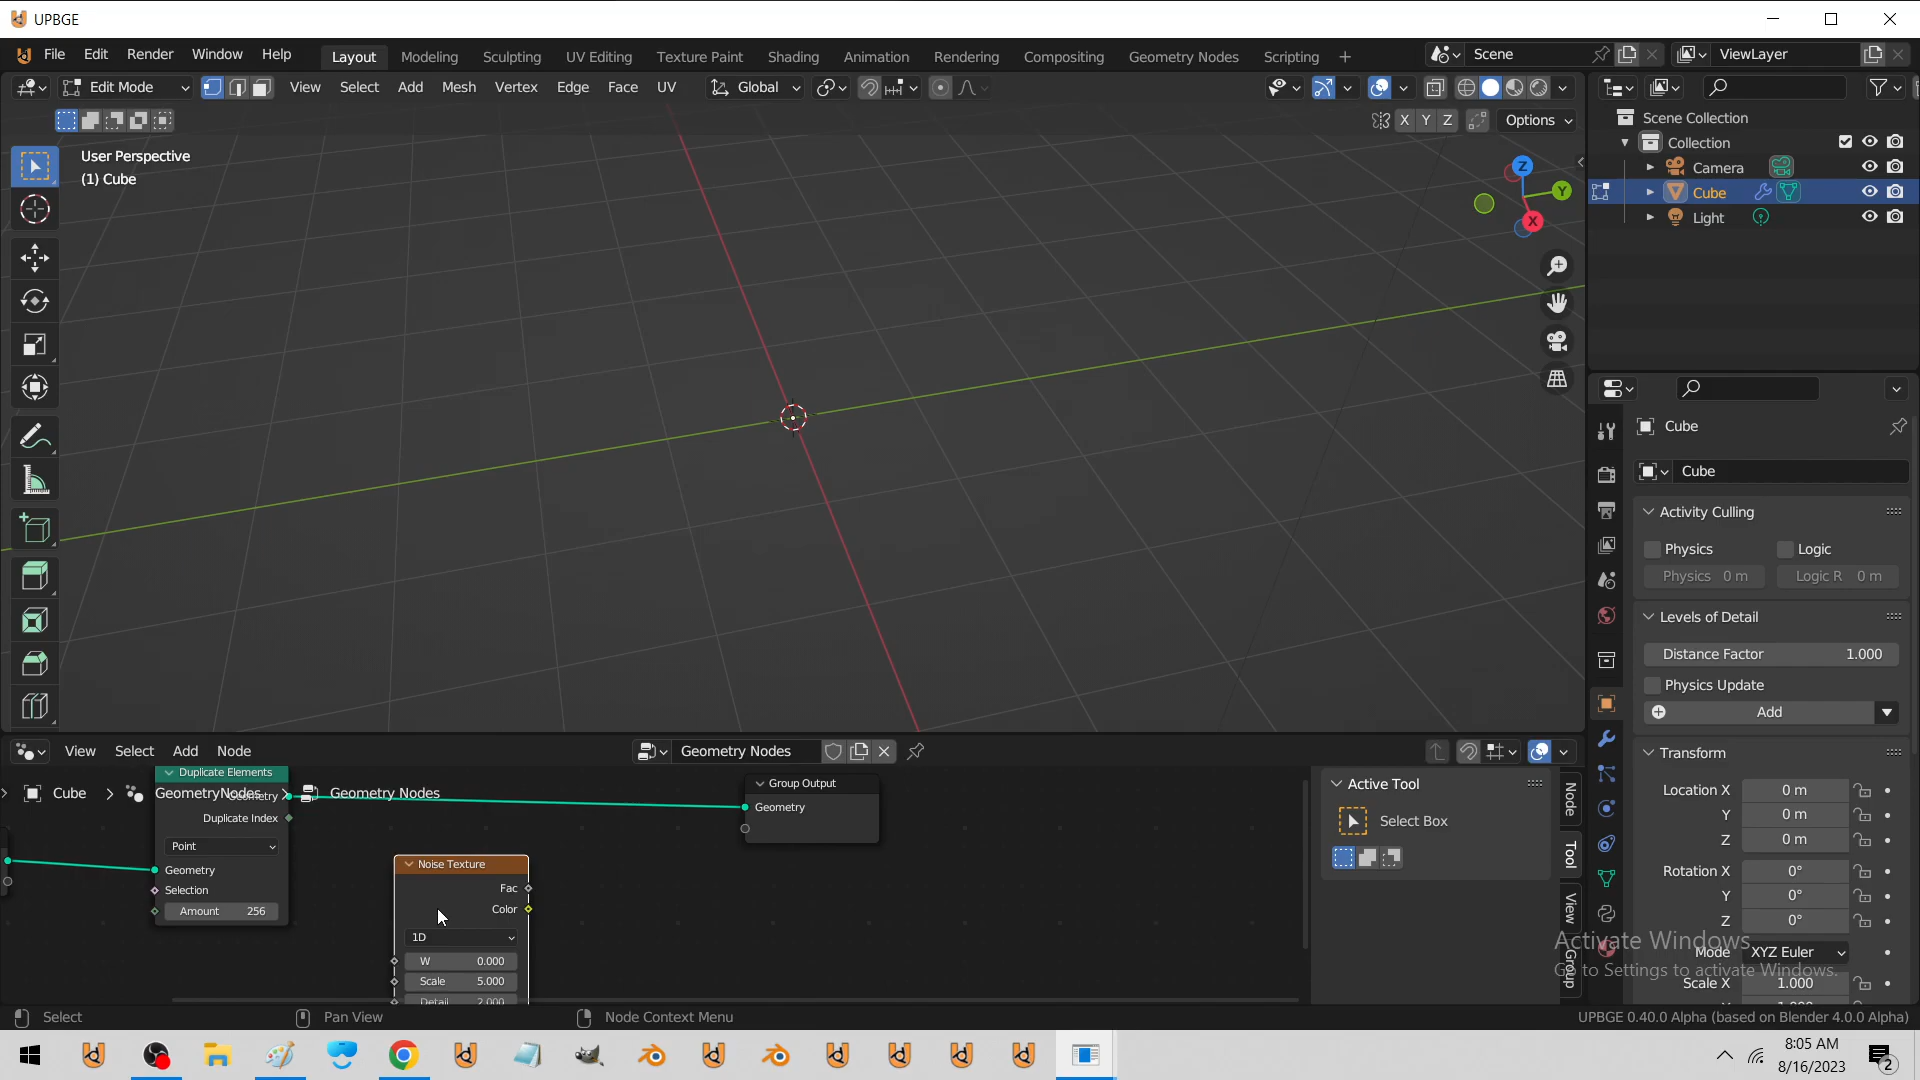 UPBGE
File Edit Render Window Help Layout Modeling Sculpting UV Editing Texture Paint Shading Animation Rendering Compositing Geometry Nodes Scripting + Scene ViewLayer
Edit Mode View Select Add Mesh Vertex Edge Face UV Global
X Y Z Options
User Perspective
(1) Cube
Z
Y
X
Scene Collection
Collection
Camera
Cube
Light
Cube
Cube
Activity Culling
Physics Logic
Physics 0 m Logic R 0 m
Levels of Detail
Distance Factor 1.000
Physics Update
Add
Transform
Location X 0 m
Y 0 m
Z 0 m
Rotation X 0°
Y 0°
Z 0°
Mode XYZ Euler
Scale X 1.000
View Select Add Node Geometry Nodes
Cube > GeometryNodes > Geometry Nodes
Duplicate Elements
Geometry
Duplicate Index
Point
Geometry
Selection
Amount 256
Noise Texture
Fac
Color
1D
W 0.000
Scale 5.000
Detail 2.000
Group Output
Geometry
Active Tool
Select Box
Node
Tool
View
Group
Activate Windows
Go to Settings to activate Windows.
Select Pan View Node Context Menu UPBGE 0.40.0 Alpha (based on Blender 4.0.0 Alpha)
8:05 AM
8/16/2023
2